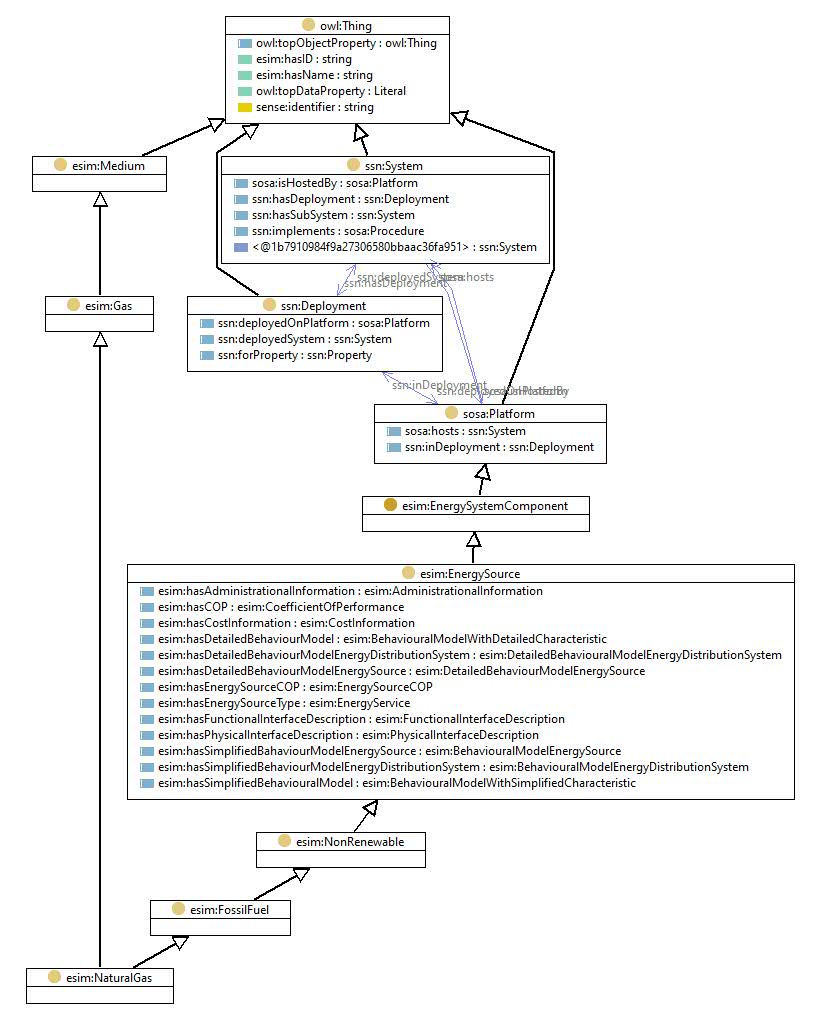 owl:Thing
owl:topObjectProperty : owl:Thing
esim:hasID : string
esim:hasName : string
owl:topDataProperty : Literal
sense:identifier : string
esim:Medium
ssn:System
sosa:isHostedBy : sosa:Platform
ssn:hasDeployment : ssn:Deployment
ssn:hasSubSystem : ssn:System
ssn:implements : sosa:Procedure
<@1b7910984f9a27306580bbaac36fa951> : ssn:System
ssn:deployedSystem
sosa:hosts
ssn:hasDeployment
esim:Gas
ssn:Deployment
ssn:deployedOnPlatform : sosa:Platform
ssn:deployedSystem : ssn:System
ssn:forProperty : ssn:Property
ssn:inDeployment
ssn:deployedOnPlatform
sosa:isHostedBy
sosa:Platform
sosa:hosts : ssn:System
ssn:inDeployment : ssn:Deployment
esim:EnergySystemComponent
esim:EnergySource
esim:hasAdministrationalInformation : esim:AdministrationalInformation
esim:hasCOP : esim:CoefficientOfPerformance
esim:hasCostInformation : esim:CostInformation
esim:hasDetailedBehaviourModel : esim:BehaviouralModelWithDetailedCharacteristic
esim:hasDetailedBehaviourModelEnergyDistributionSystem : esim:DetailedBehaviouralModelEnergyDistributionSystem
esim:hasDetailedBehaviourModelEnergySource : esim:DetailedBehaviourModelEnergySource
esim:hasEnergySourceCOP : esim:EnergySourceCOP
esim:hasEnergySourceType : esim:EnergyService
esim:hasFunctionalInterfaceDescription : esim:FunctionalInterfaceDescription
esim:hasPhysicalInterfaceDescription : esim:PhysicalInterfaceDescription
esim:hasSimplifiedBahaviourModelEnergySource : esim:BehaviouralModelEnergySource
esim:hasSimplifiedBehaviourModelEnergyDistributionSystem : esim:BehaviouralModelEnergyDistributionSystem
esim:hasSimplifiedBehaviouralModel : esim:BehaviouralModelWithSimplifiedCharacteristic
esim:NonRenewable
esim:FossilFuel
esim:NaturalGas